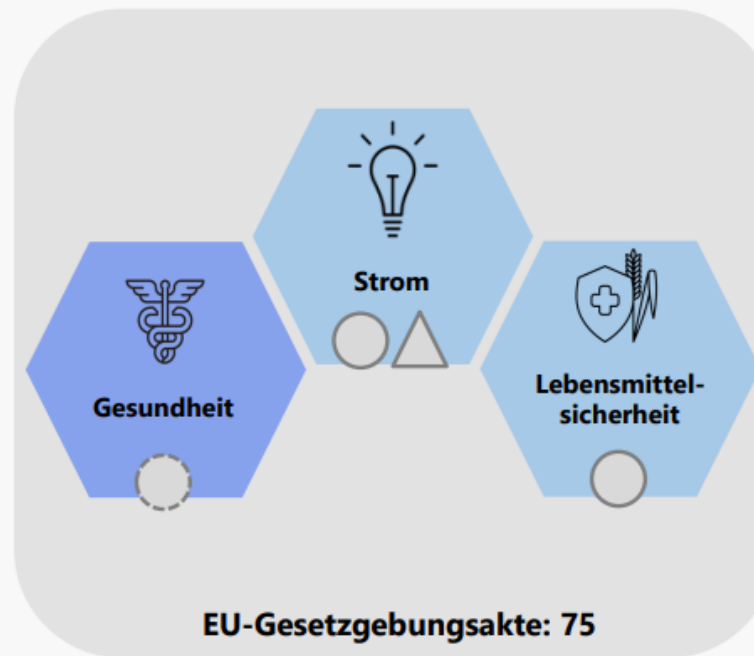 Strom
Gesundheit
Lebensmittel-
sicherheit
EU-Gesetzgebungsakte: 75